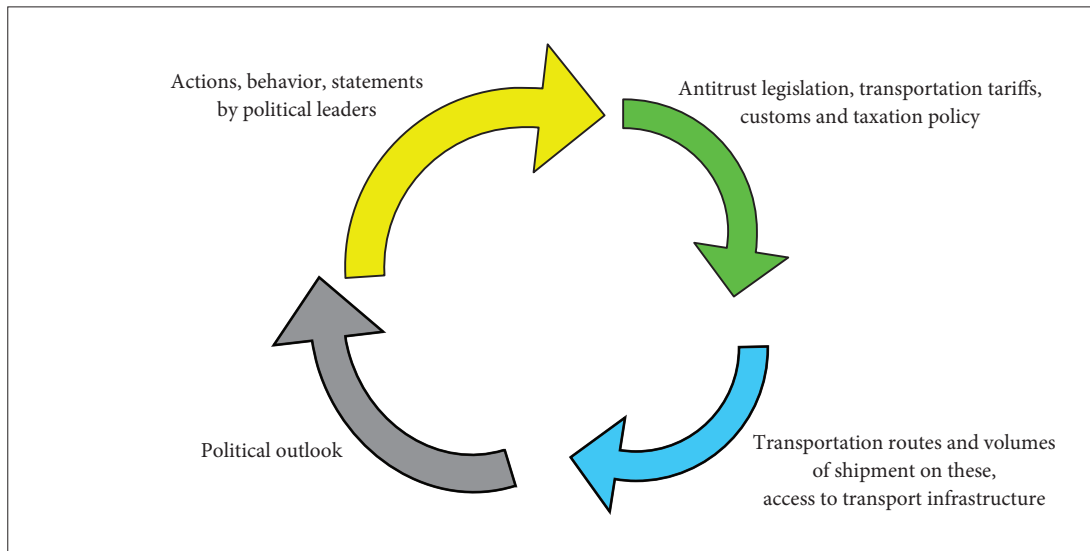 Actions, behavior, statements
by political leaders
Antitrust legislation, transportation tariffs,
customs and taxation policy
Political outlook
Transportation routes and volumes
of shipment on these,
access to transport infrastructure